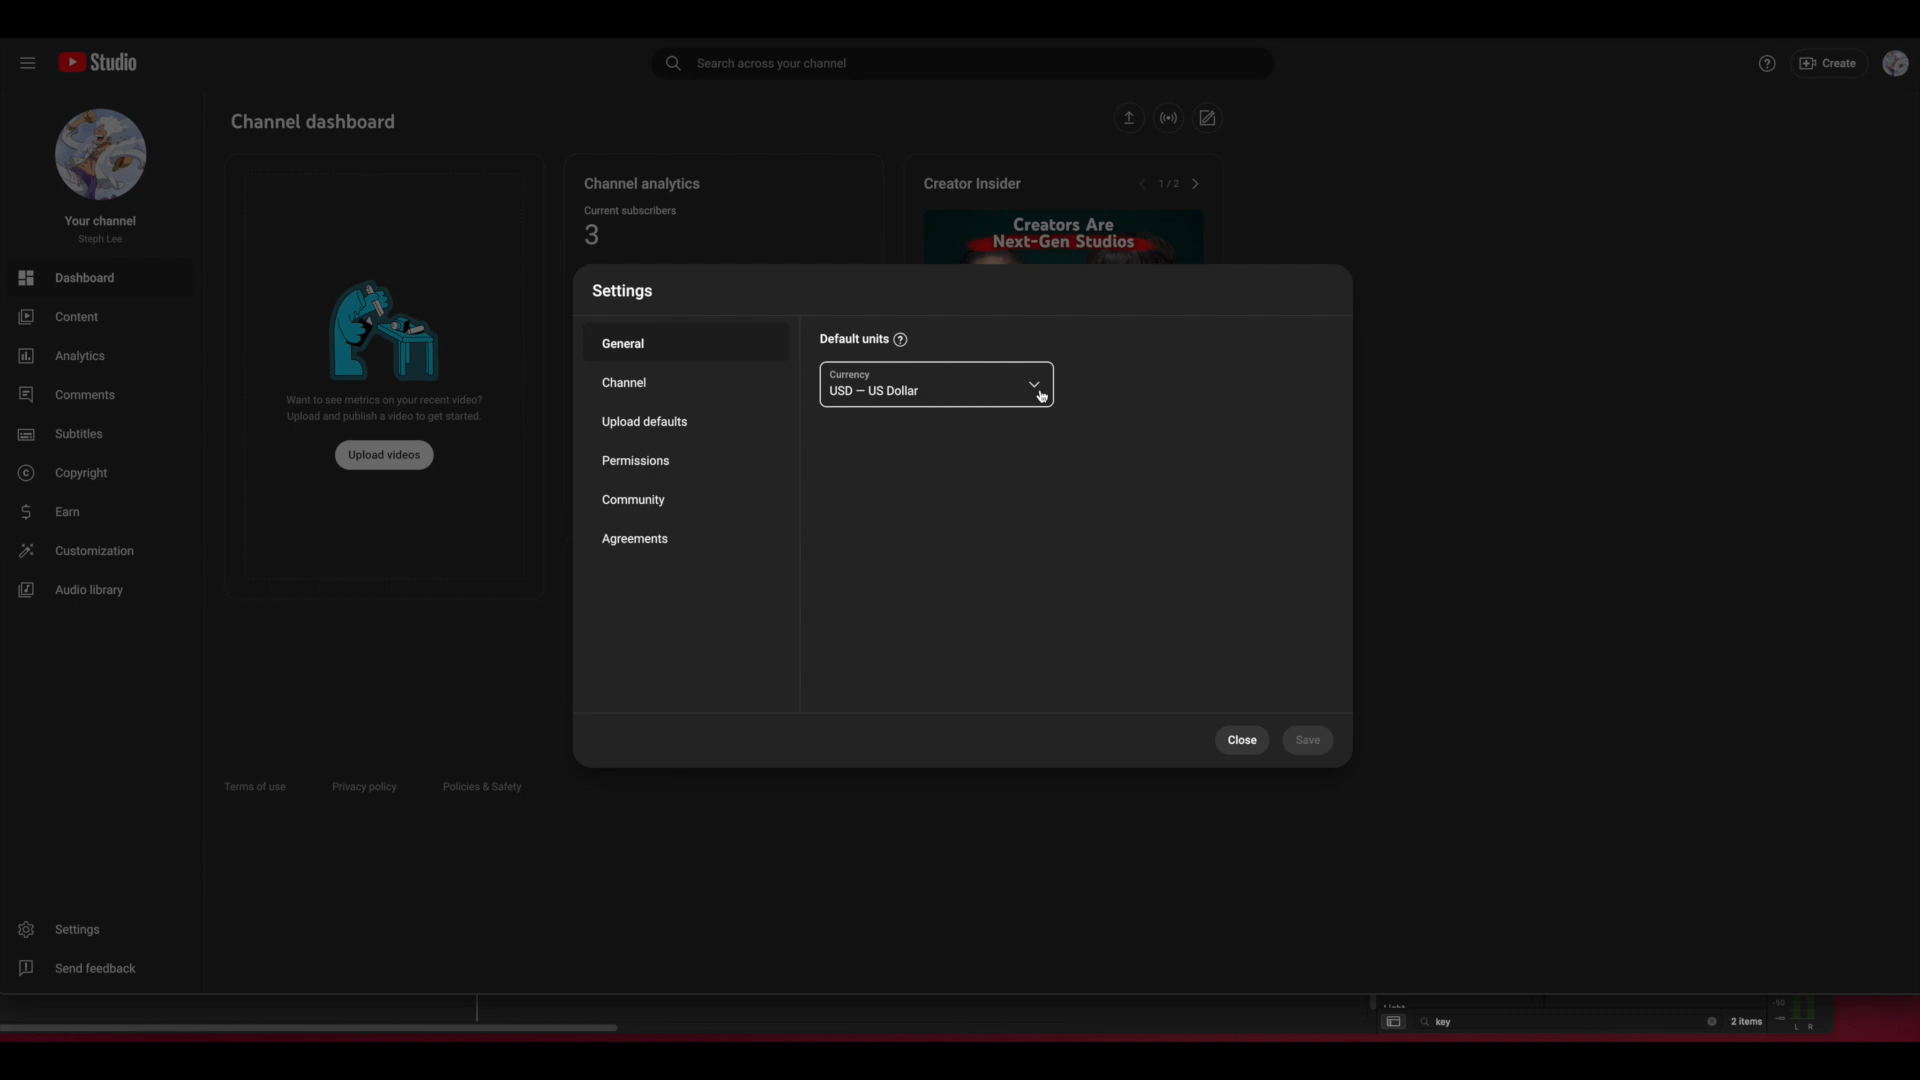 Studio
Search across your channel
Create
Your channel
Steph Lee
Dashboard
Content
Analytics
Comments
Subtitles
Copyright
Earn
Customization
Audio library
Settings
Send feedback
Channel dashboard
Want to see metrics on your recent video?
Upload and publish a video to get started.
Upload videos
Channel analytics
Current subscribers
3
Creator Insider
1 / 2
Creators Are
Next-Gen Studios
Settings
General
Channel
Upload defaults
Permissions
Community
Agreements
Default units
Currency
USD — US Dollar
Close
Save
Terms of use
Privacy policy
Policies & Safety
key
2 items
-50
-∞
L R